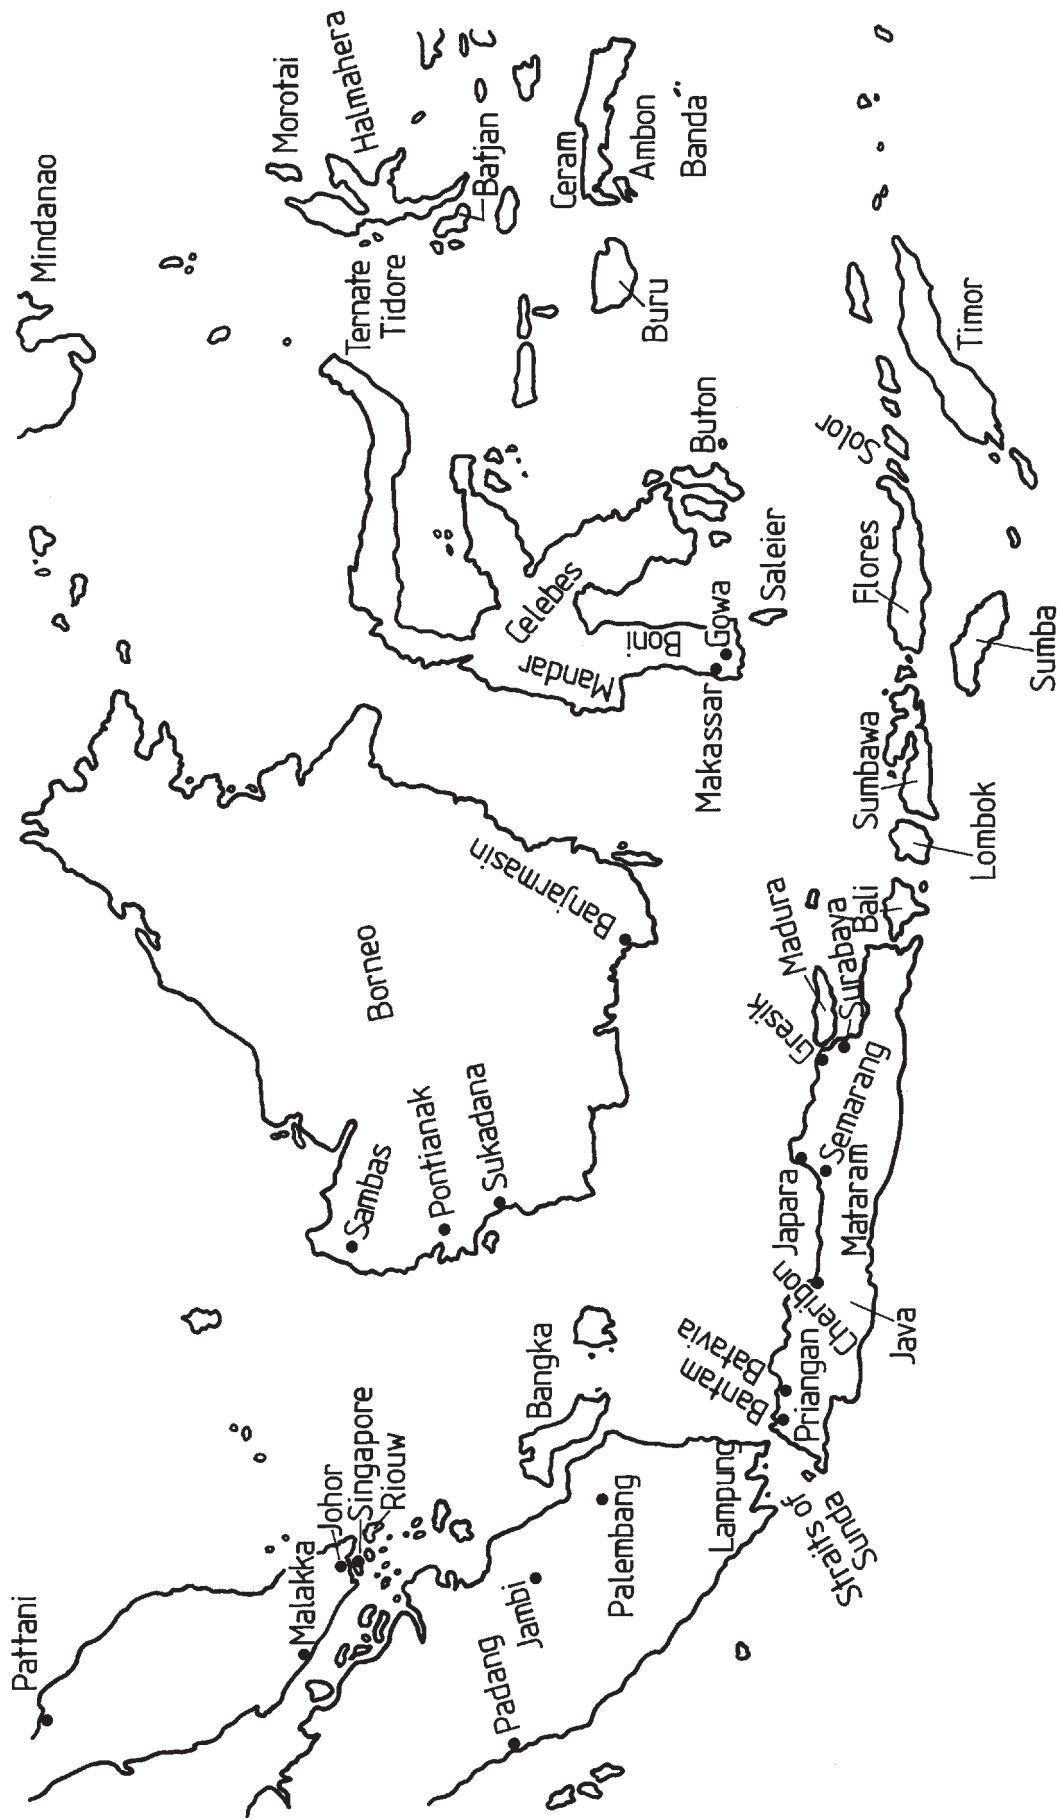 Pattani
Malakka
Johor
Singapore
Riouw
Padang
Jambi
Palembang
Lampung
Straits of
Sunda
Bangka
Sambas
Pontianak
Sukadana
Borneo
Banjarmasin
Bantam
Batavia
Priangan
Cheribon
Japara
Semarang
Mataram
Java
Gresik
Madura
Surabaya
Bali
Lombok
Sumbawa
Sumba
Flores
Solor
Timor
Makassar
Gowa
Boni
Mandar
Celebes
Saleier
Buton
Mindanao
Morotai
Halmahera
Ternate
Tidore
Batjan
Buru
Ceram
Ambon
Banda